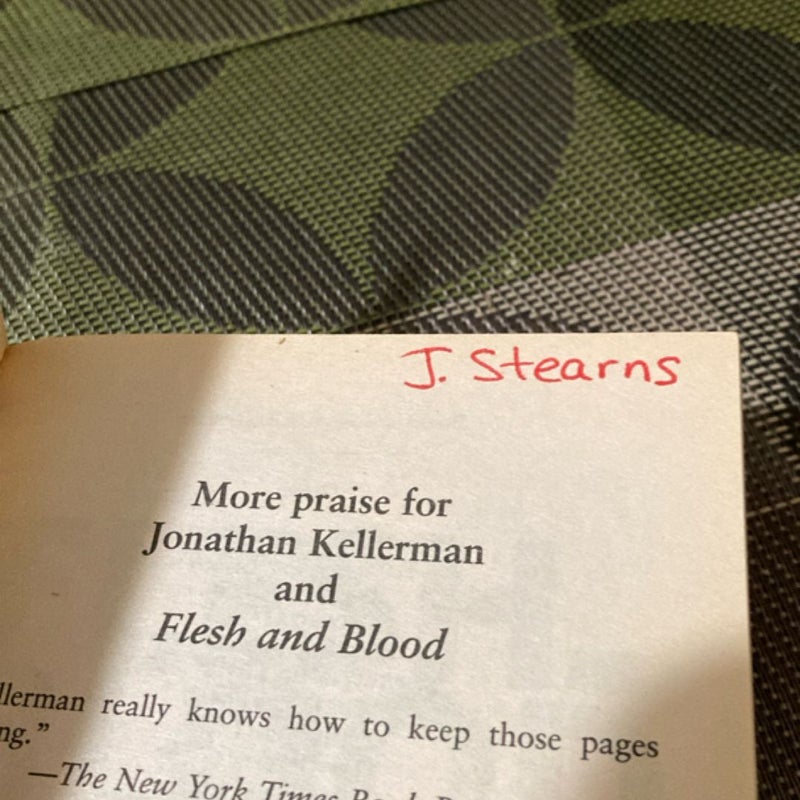 J. Stearns
More praise for
Jonathan Kellerman
and
Flesh and Blood
llerman really knows how to keep those pages
ng."
—The New York Times